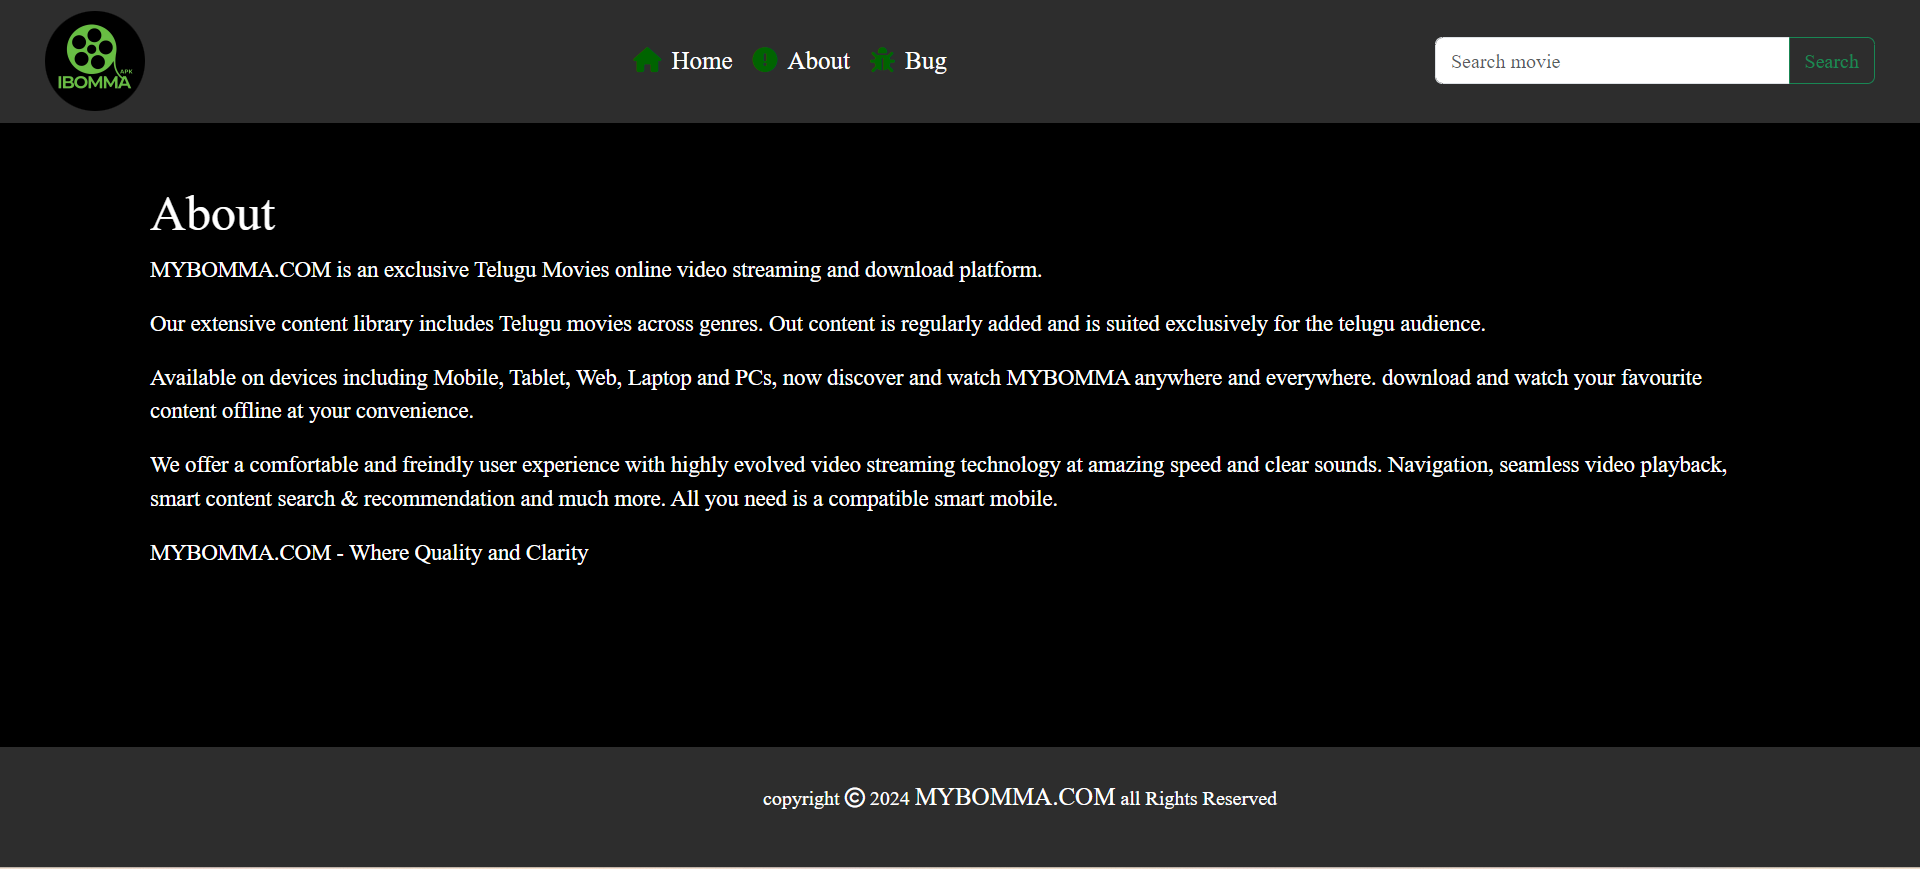 APK
IBOMMA
Home
About
Bug
Search movie
Search
About
MYBOMMA.COM is an exclusive Telugu Movies online video streaming and download platform.
Our extensive content library includes Telugu movies across genres. Out content is regularly added and is suited exclusively for the telugu audience.
Available on devices including Mobile, Tablet, Web, Laptop and PCs, now discover and watch MYBOMMA anywhere and everywhere. download and watch your favourite
content offline at your convenience.
We offer a comfortable and freindly user experience with highly evolved video streaming technology at amazing speed and clear sounds. Navigation, seamless video playback,
smart content search & recommendation and much more. All you need is a compatible smart mobile.
MYBOMMA.COM - Where Quality and Clarity
copyright © 2024 MYBOMMA.COM all Rights Reserved